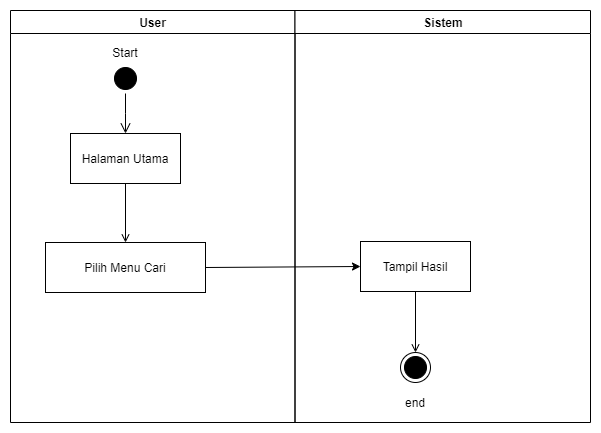 User
Sistem
Start
Halaman Utama
Pilih Menu Cari
Tampil Hasil
end